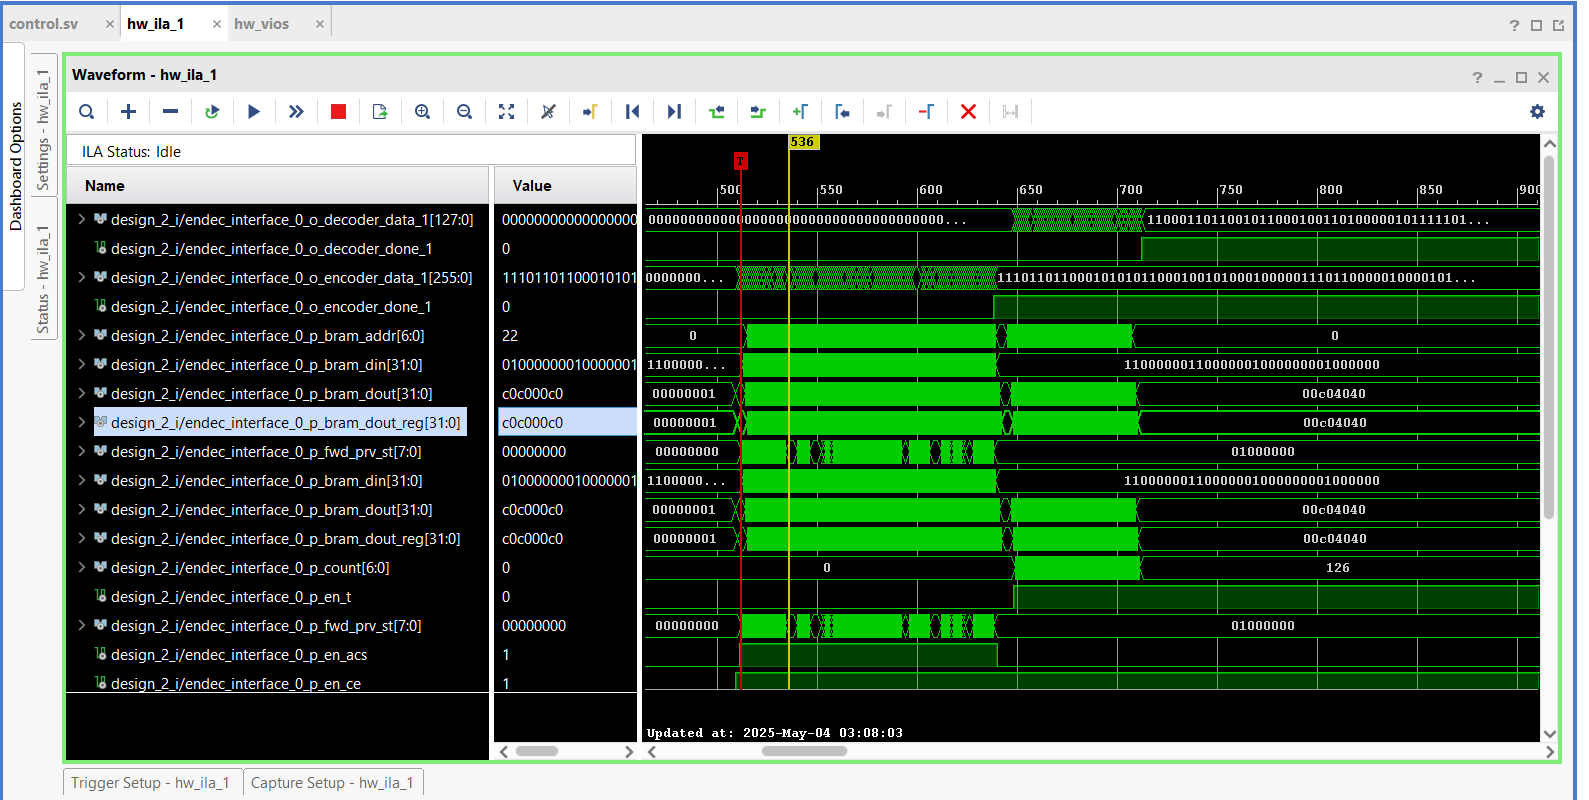 control.sv × hw_ila_1 × hw_vios × ?
Dashboard Options
Settings - hw_ila_1
Status - hw_ila_1
Waveform - hw_ila_1 ?
ILA Status: Idle
536
T
Name Value 500 550 600 650 700 750 800 850 900
design_2_i/endec_interface_0_o_decoder_data_1[127:0]
design_2_i/endec_interface_0_o_decoder_done_1 0
design_2_i/endec_interface_0_o_encoder_data_1[255:0] 11101101100010101 0000000...
design_2_i/endec_interface_0_o_encoder_done_1 0
design_2_i/endec_interface_0_p_bram_addr[6:0] 22 0 0
design_2_i/endec_interface_0_p_bram_din[31:0] 01000000010000001 1100000... 11000000110000001000000001000000
design_2_i/endec_interface_0_p_bram_dout[31:0] c0c000c0 00000001 00c04040
design_2_i/endec_interface_0_p_bram_dout_reg[31:0] c0c000c0 00000001 00c04040
design_2_i/endec_interface_0_p_fwd_prv_st[7:0] 00000000 00000000 01000000
design_2_i/endec_interface_0_p_bram_din[31:0] 01000000010000001 1100000... 11000000110000001000000001000000
design_2_i/endec_interface_0_p_bram_dout[31:0] c0c000c0 00000001 00c04040
design_2_i/endec_interface_0_p_bram_dout_reg[31:0] c0c000c0 00000001 00c04040
design_2_i/endec_interface_0_p_count[6:0] 0 0 126
design_2_i/endec_interface_0_p_en_t 0
design_2_i/endec_interface_0_p_fwd_prv_st[7:0] 00000000 00000000 01000000
design_2_i/endec_interface_0_p_en_acs 1
design_2_i/endec_interface_0_p_en_ce 1
Updated at: 2025-May-04 03:08:03
Trigger Setup - hw_ila_1 Capture Setup - hw_ila_1